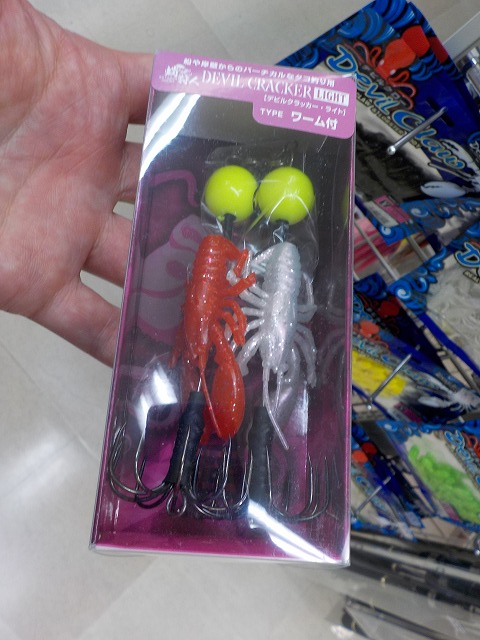 船や岸壁からのバーチカルなタコ釣り用
DEVIL CRACKER LIGHT
[デビルクラッカー・ライト]
TYPE ワーム付
DEVIL Claw